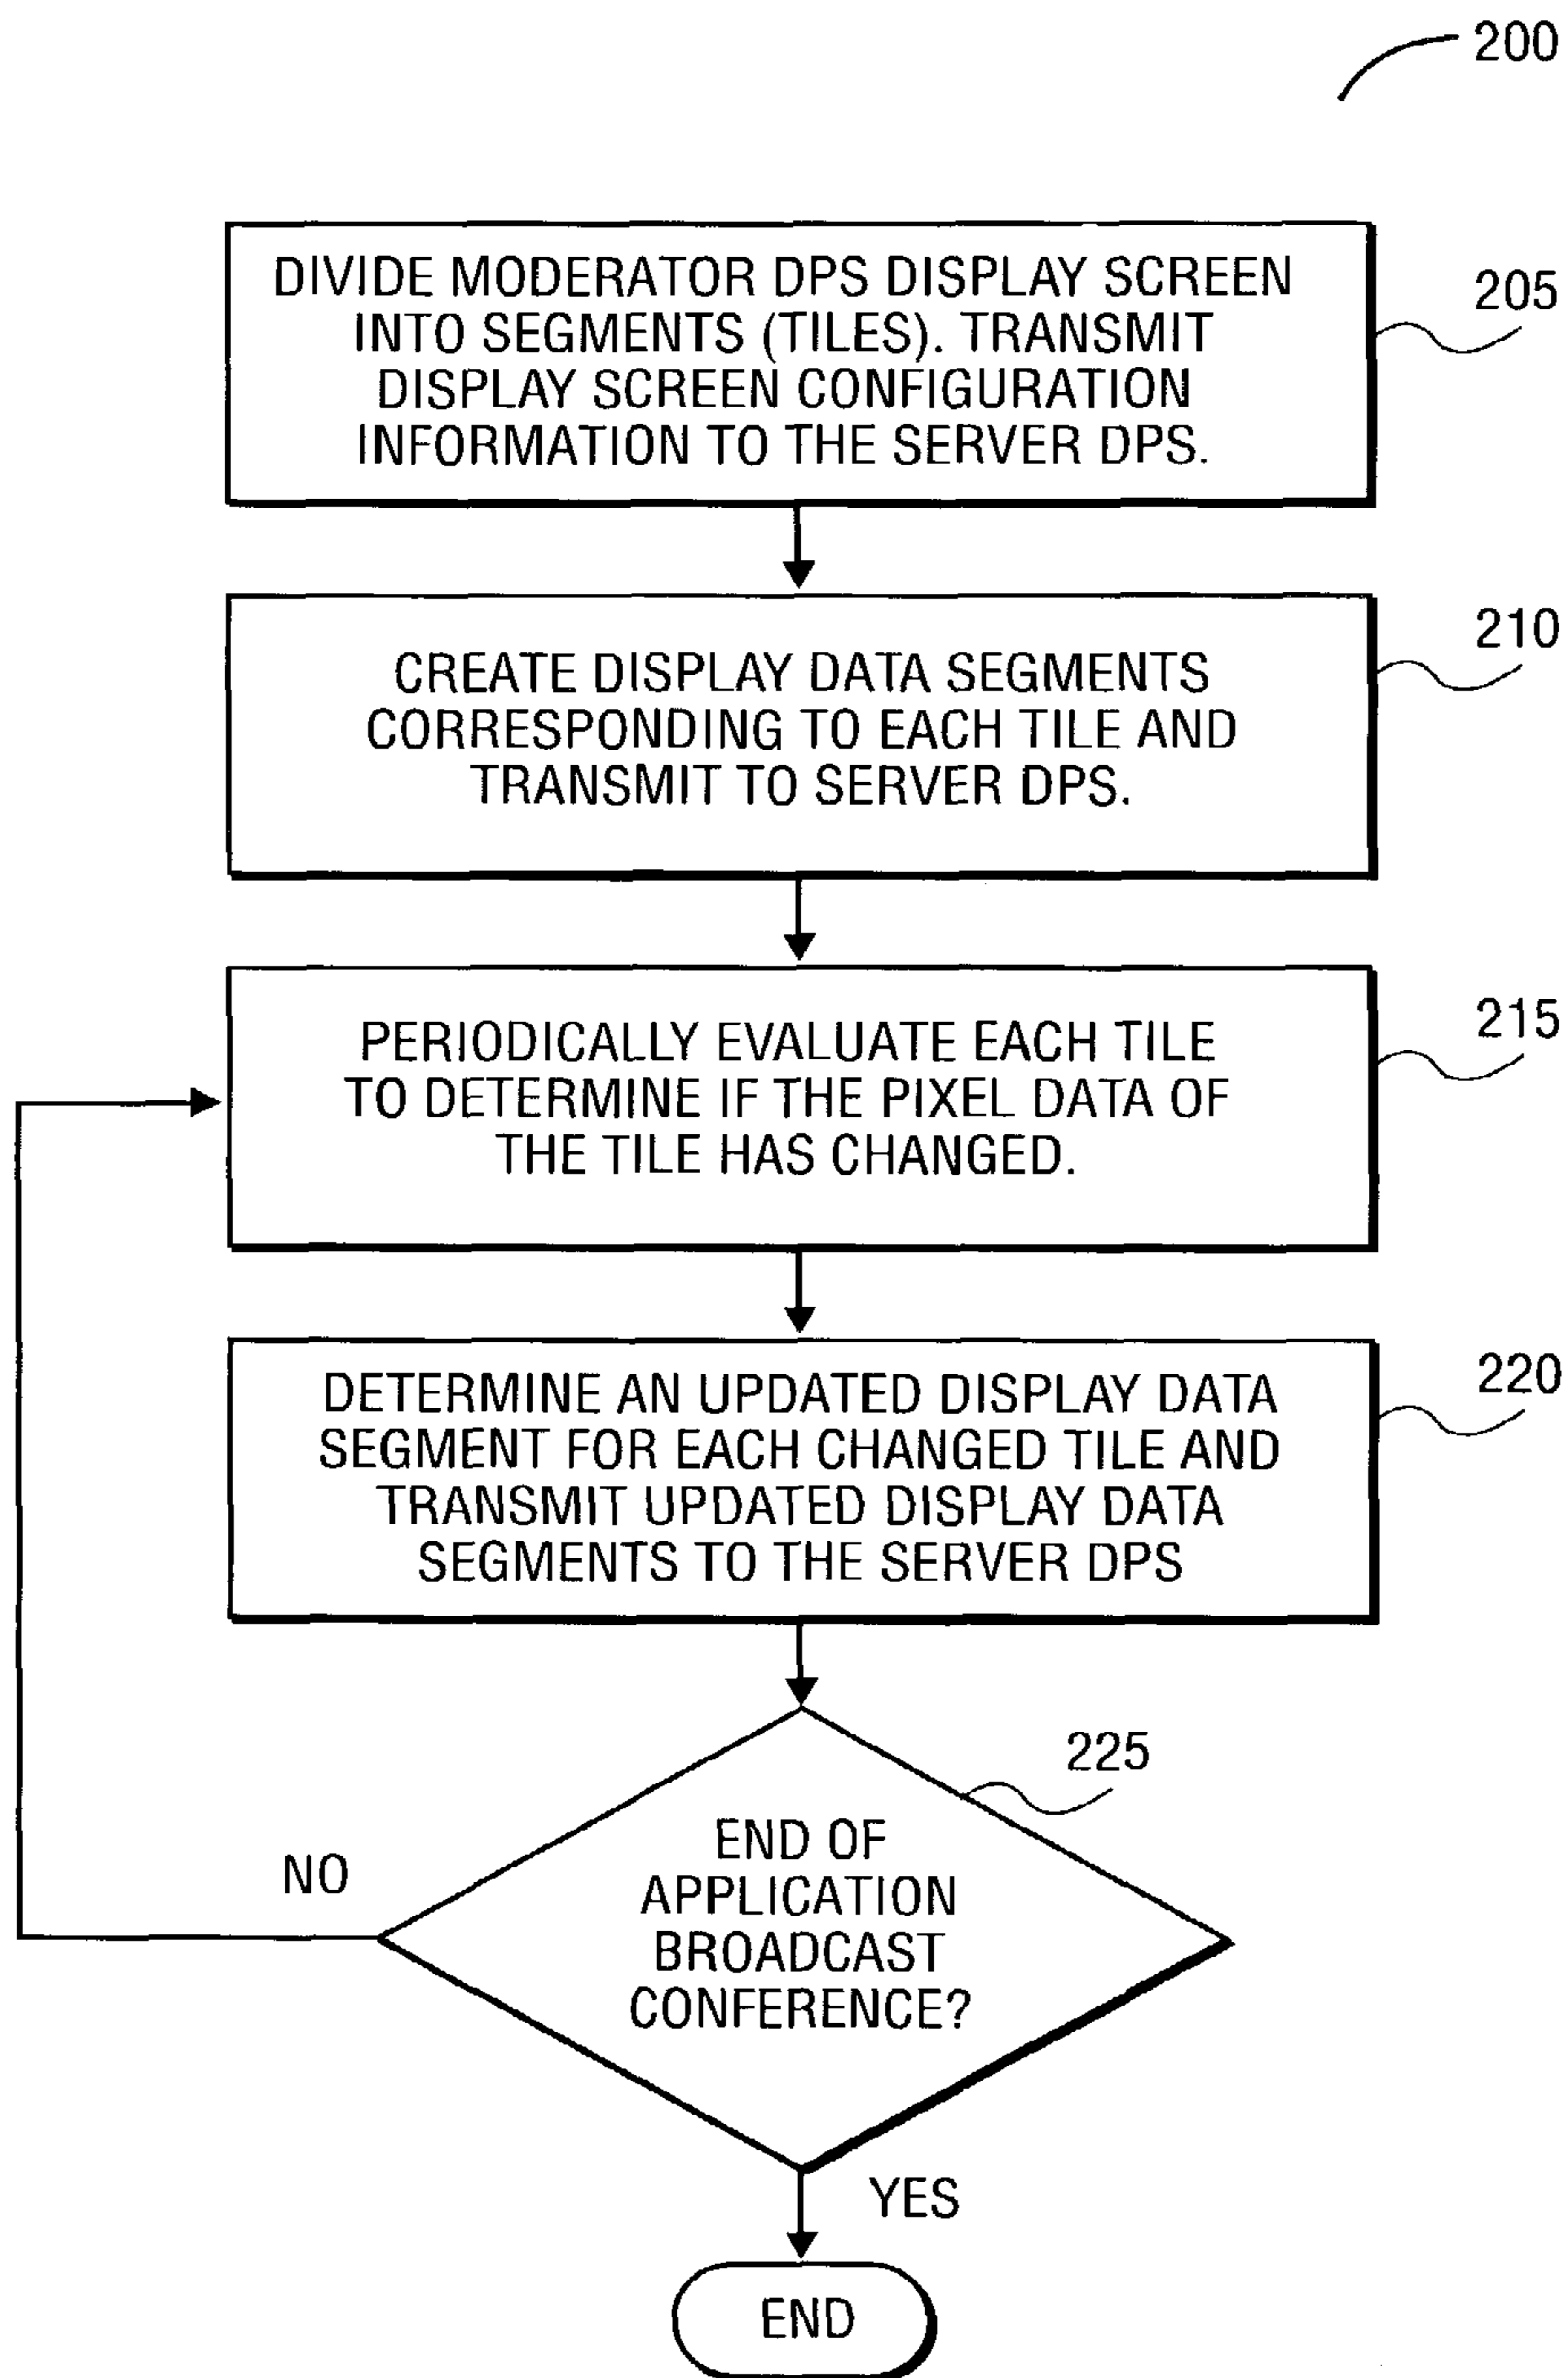 200
DIVIDE MODERATOR DPS DISPLAY SCREEN
INTO SEGMENTS (TILES). TRANSMIT
DISPLAY SCREEN CONFIGURATION
INFORMATION TO THE SERVER DPS.
205
CREATE DISPLAY DATA SEGMENTS
CORRESPONDING TO EACH TILE AND
TRANSMIT TO SERVER DPS.
210
PERIODICALLY EVALUATE EACH TILE
TO DETERMINE IF THE PIXEL DATA OF
THE TILE HAS CHANGED.
215
DETERMINE AN UPDATED DISPLAY DATA
SEGMENT FOR EACH CHANGED TILE AND
TRANSMIT UPDATED DISPLAY DATA
SEGMENTS TO THE SERVER DPS
220
225
END OF
APPLICATION
BROADCAST
CONFERENCE?
NO
YES
END